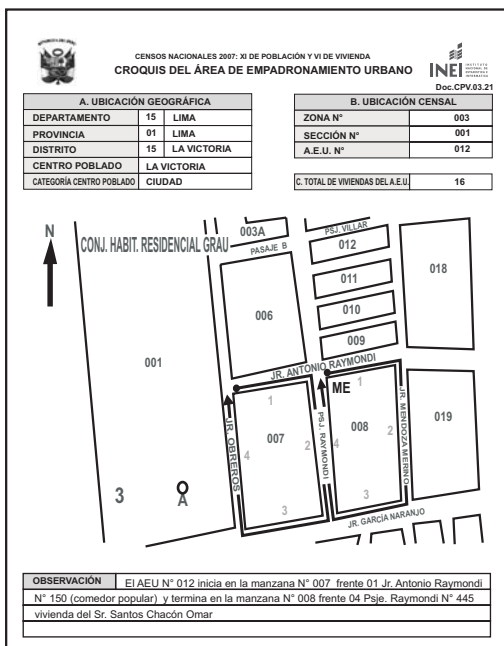 CENSOS NACIONALES 2007: XI DE POBLACIÓN Y VI DE VIVIENDA
CROQUIS DEL ÁREA DE EMPADRONAMIENTO URBANO
INEI
Doc.CPV.03.21
A. UBICACIÓN GEOGRÁFICA
DEPARTAMENTO 15 LIMA
PROVINCIA 01 LIMA
DISTRITO 15 LA VICTORIA
CENTRO POBLADO LA VICTORIA
CATEGORÍA CENTRO POBLADO CIUDAD
B. UBICACIÓN CENSAL
ZONA N° 003
SECCIÓN N° 001
A.E.U. N° 012
C. TOTAL DE VIVIENDAS DEL A.E.U. 16
N
CONJ. HABIT. RESIDENCIAL GRAU
003A
PASAJE B
PSJ. VILLAR
012
011
010
009
018
006
001
JR. ANTONIO RAYMONDI
ME
1
1
JR. OBREROS
007
4
2
3
PSJ. RAYMONDI
008
4
2
3
JR. MENDOZA MERINO
019
3
A
JR. GARCÍA NARANJO
OBSERVACIÓN El AEU N° 012 inicia en la manzana N° 007 frente 01 Jr. Antonio Raymondi
N° 150 (comedor popular) y termina en la manzana N° 008 frente 04 Psje. Raymondi N° 445
vivienda del Sr. Santos Chacón Omar